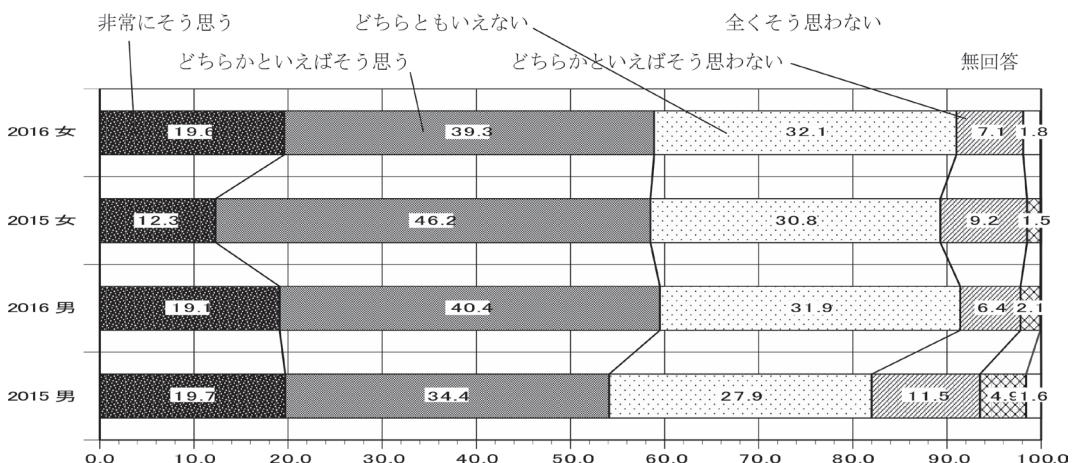 非常にそう思う どちらともいえない 全くそう思わない
どちらかといえばそう思う どちらかといえばそう思わない 無回答
2016 女 19.6 39.3 32.1 7.1 1.8
2015 女 12.3 46.2 30.8 9.2 1.5
2016 男 19.1 40.4 31.9 6.4 2.1
2015 男 19.7 34.4 27.9 11.5 4.9 1.6
0.0 10.0 20.0 30.0 40.0 50.0 60.0 70.0 80.0 90.0 100.0